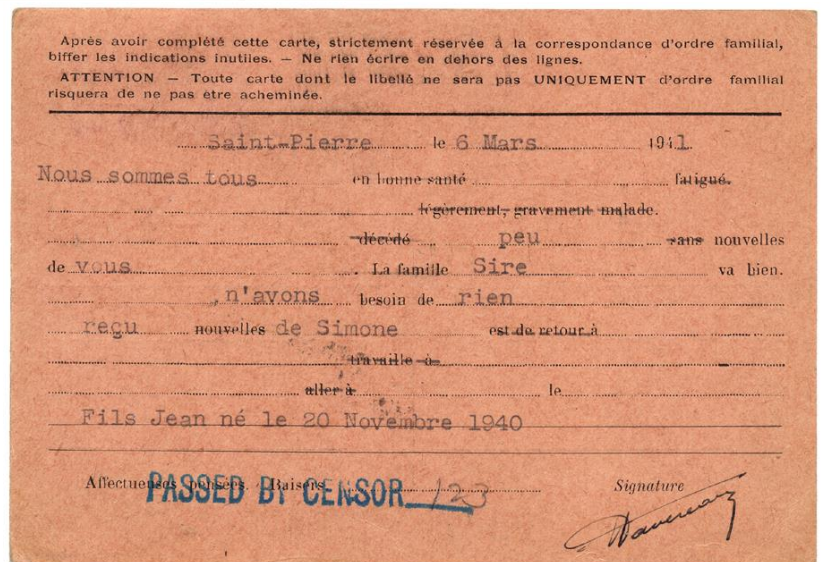 Après avoir complété cette carte, strictement réservée à la correspondance d'ordre familial,
biffer les indications inutiles. — Ne rien écrire en dehors des lignes.
ATTENTION — Toute carte dont le libellé ne sera pas UNIQUEMENT d'ordre familial
risquera de ne pas être acheminée.
Saint-Pierre le 6 Mars 1941
Nous sommes tous en bonne santé fatigué.
légèrement, gravement malade.
décédé peu sans nouvelles
de vous . La famille Sire va bien.
,n'avons besoin de rien
reçu nouvelles de Simone est de retour à
travaille à
aller à le
Fils Jean né le 20 Novembre 1940
Affectueuses pensées. Baisers. Signature
PASSED BY CENSOR 123